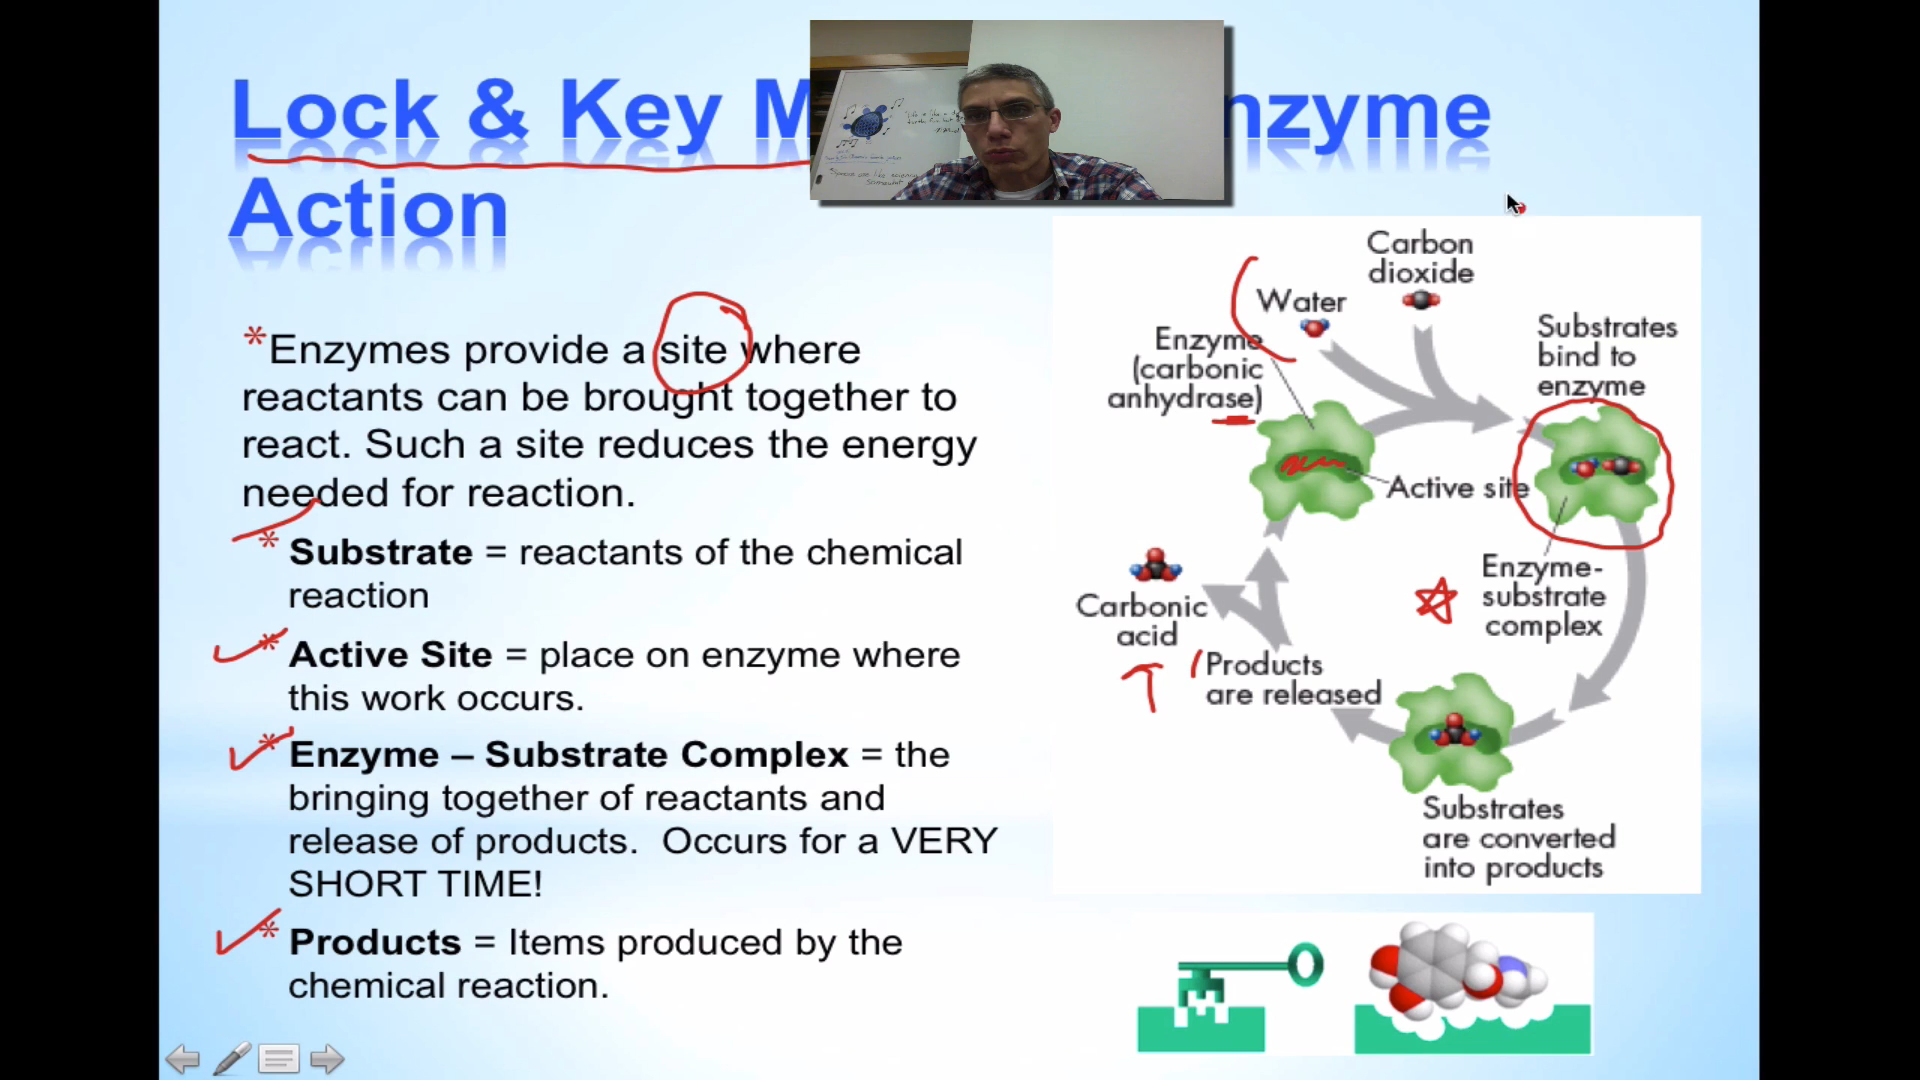 Lock & Key M nzyme
Action
*Enzymes provide a site where
reactants can be brought together to
react. Such a site reduces the energy
needed for reaction.
* Substrate = reactants of the chemical
reaction
* Active Site = place on enzyme where
this work occurs.
* Enzyme – Substrate Complex = the
bringing together of reactants and
release of products. Occurs for a VERY
SHORT TIME!
* Products = Items produced by the
chemical reaction.
Carbon
dioxide
Water
Enzyme
(carbonic
anhydrase)
Substrates
bind to
enzyme
Active site
Enzyme-
substrate
complex
Carbonic
acid
Products
are released
Substrates
are converted
into products